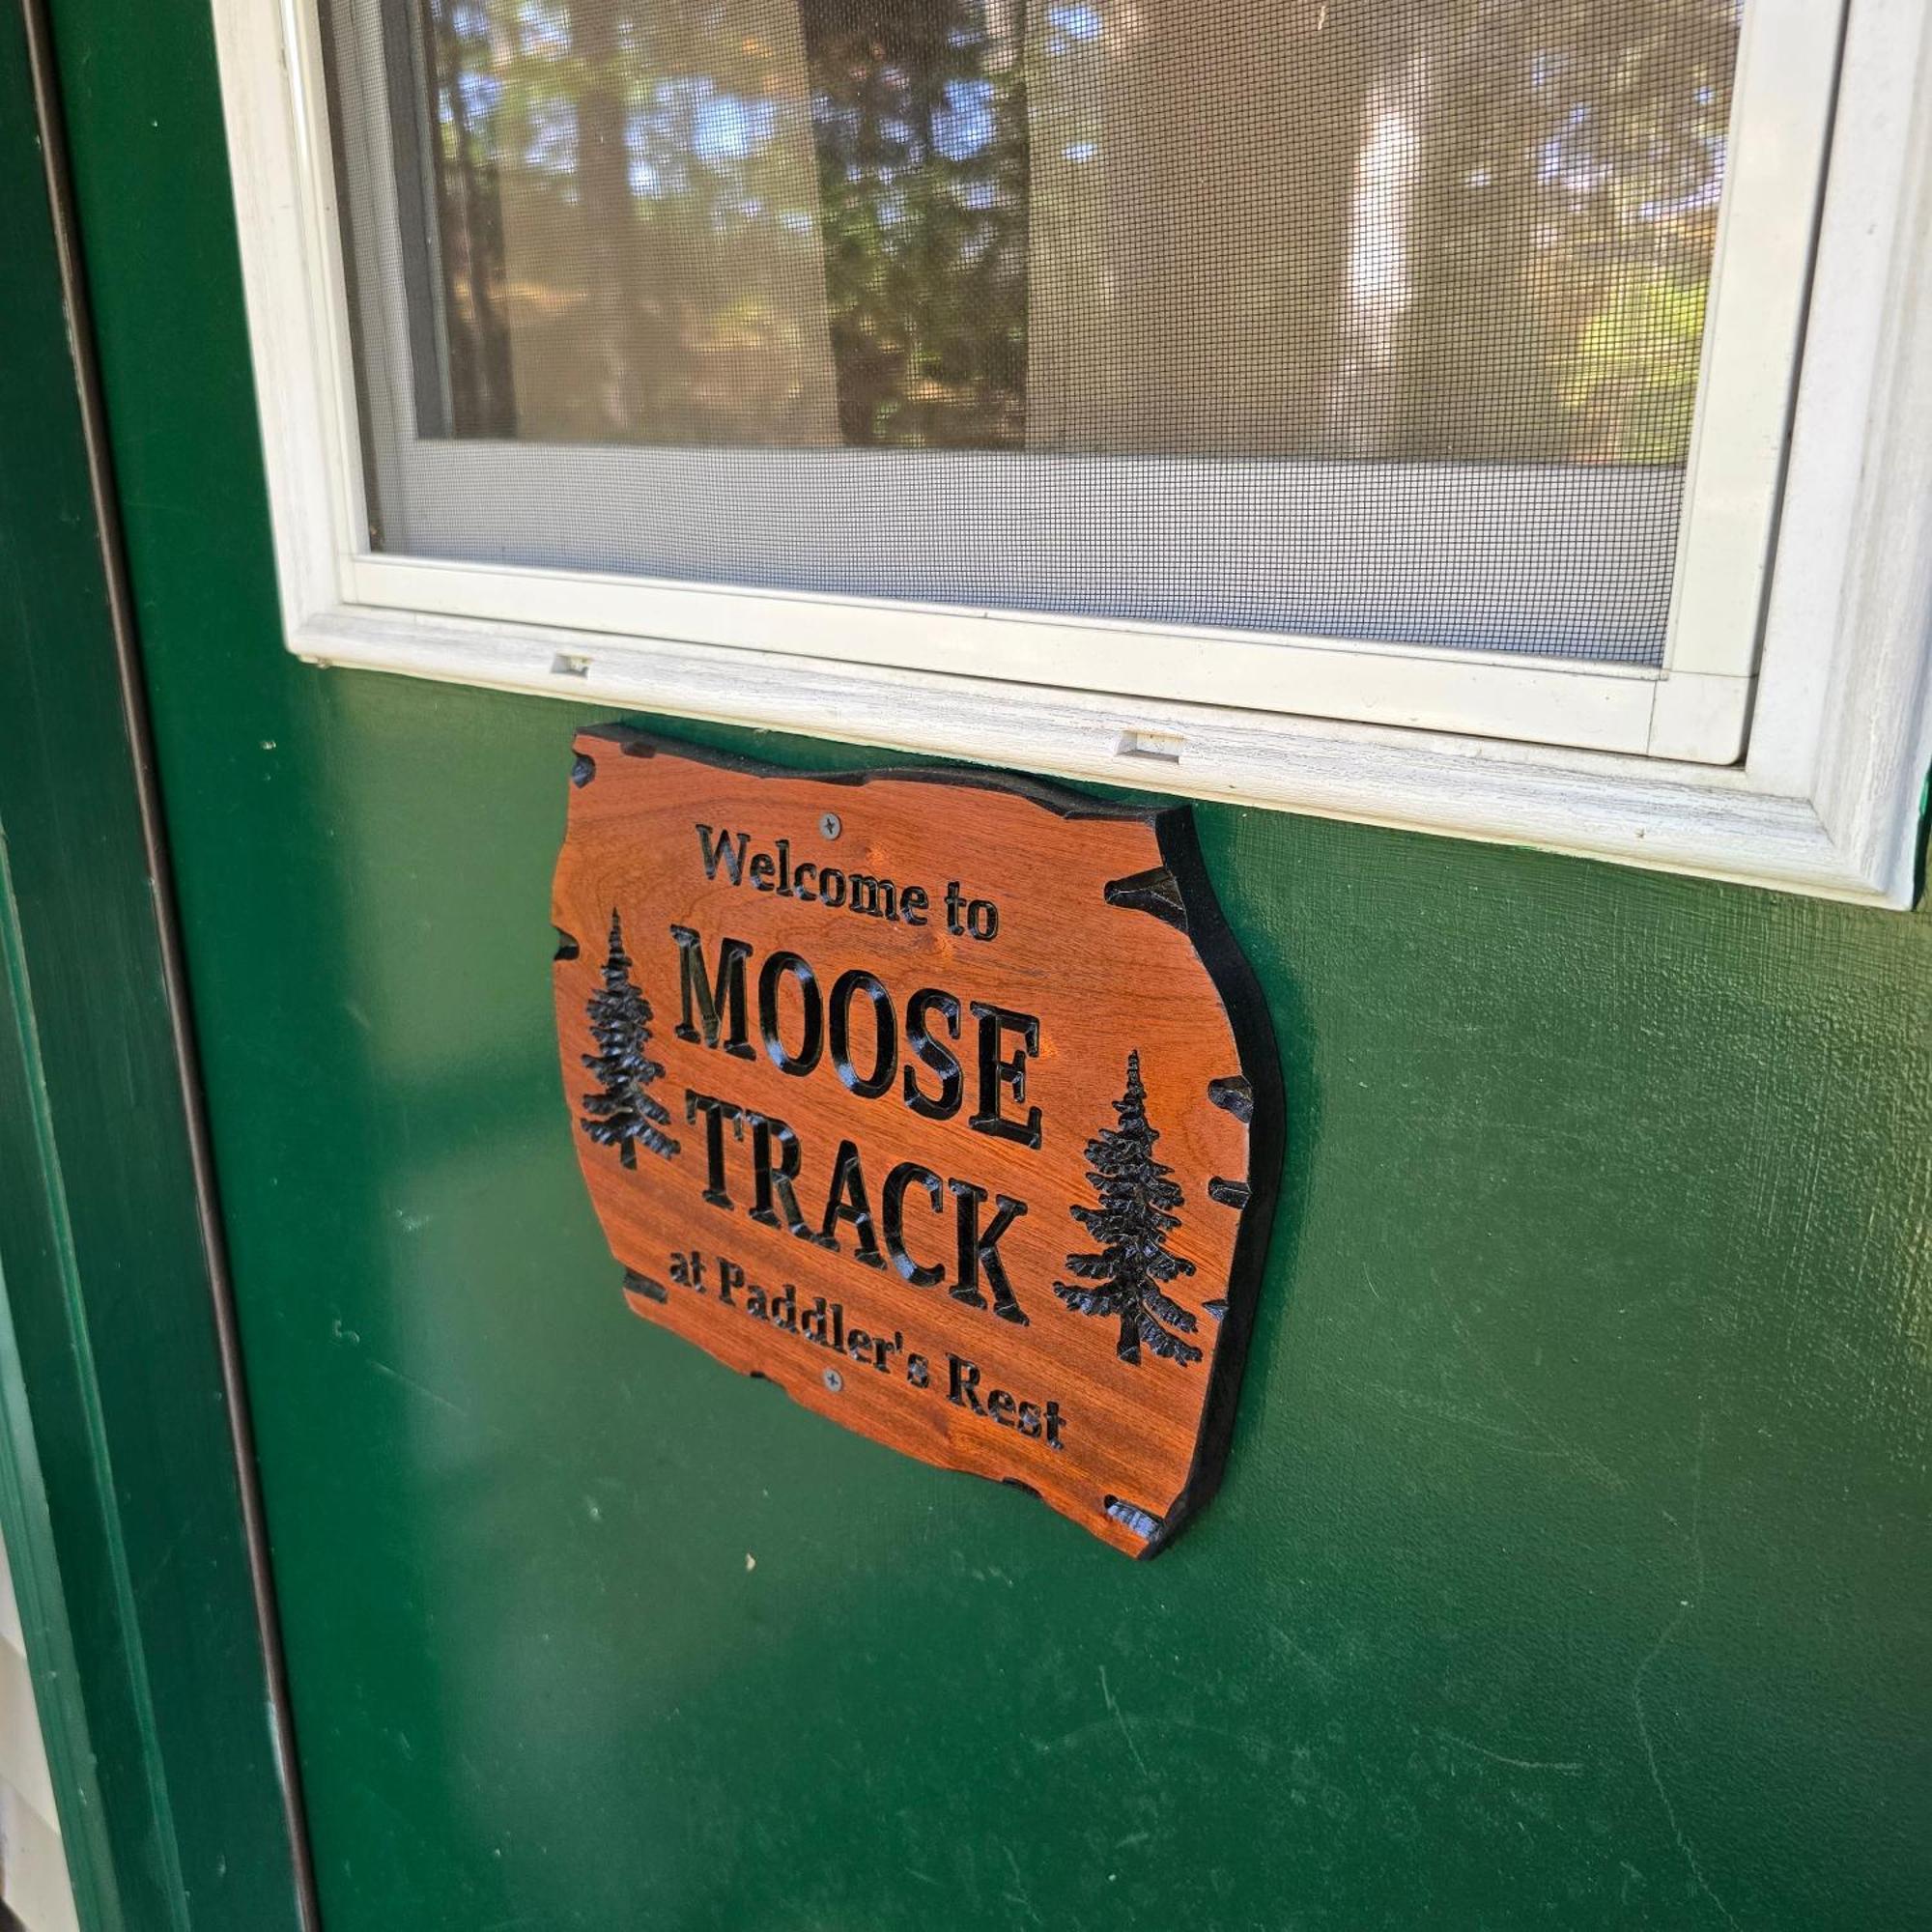 Welcome to
MOOSE
TRACK
at Paddler's Rest